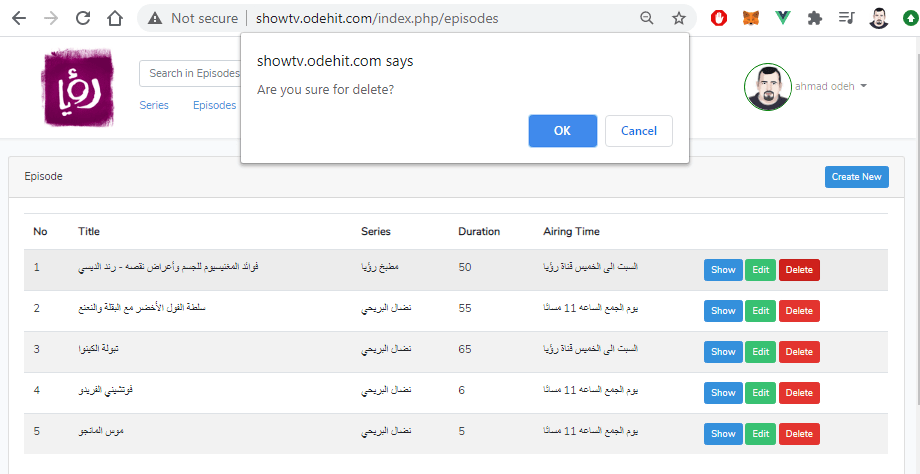 Not secure | showtv.odehit.com/index.php/episodes
showtv.odehit.com says
Are you sure for delete?
OK Cancel
رؤيا
Search in Episodes
ahmad odeh
Series Episodes
Episode Create New
No Title Series Duration Airing Time
1 فوائد المغنيسيوم للجسم وأعراض نقصه - رند الديسي مطبخ رؤيا 50 السبت الى الخميس قناة رؤيا Show Edit Delete
2 سلطة الفول الأخضر مع البقلة والنعنع نضال البريحي 55 يوم الجمع الساعه 11 مسائا Show Edit Delete
3 تبولة الكينوا نضال البريحي 65 السبت الى الخميس قناة رؤيا Show Edit Delete
4 فوتشيني الفريدو نضال البريحي 6 يوم الجمع الساعه 11 مسائا Show Edit Delete
5 موس المانجو نضال البريحي 5 يوم الجمع الساعه 11 مسائا Show Edit Delete